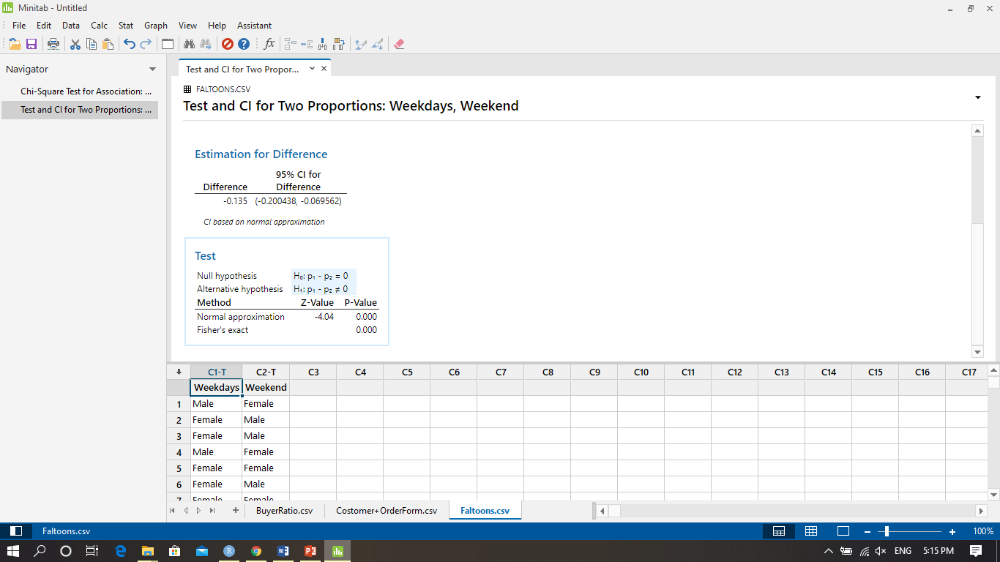 Minitab - Untitled
File Edit Data Calc Stat Graph View Help Assistant
Navigator
Chi-Square Test for Association: ...
Test and CI for Two Proportions: ...
Test and CI for Two Propor...
FALTOONS.CSV
Test and CI for Two Proportions: Weekdays, Weekend
Estimation for Difference
95% CI for
Difference Difference
-0.135 (-0.200438, -0.069562)
CI based on normal approximation
Test
Null hypothesis H₀: p₁ - p₂ = 0
Alternative hypothesis H₁: p₁ - p₂ ≠ 0
Method Z-Value P-Value
Normal approximation -4.04 0.000
Fisher's exact 0.000
C1-T C2-T C3 C4 C5 C6 C7 C8 C9 C10 C11 C12 C13 C14 C15 C16 C17
Weekdays Weekend
1 Male Female
2 Female Male
3 Female Male
4 Male Female
5 Female Female
6 Female Male
7 Female Female
BuyerRatio.csv Costomer+OrderForm.csv Faltoons.csv
Faltoons.csv 100%
ENG 5:15 PM